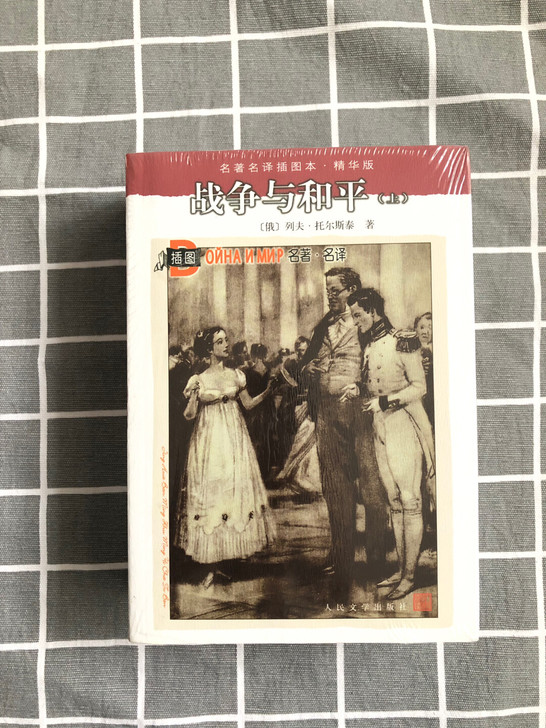 名著名译插图本·精华版
战争与和平（上）
〔俄〕列夫·托尔斯泰 著
插图 ВОЙНА И МИР 名著·名译
人民文学出版社